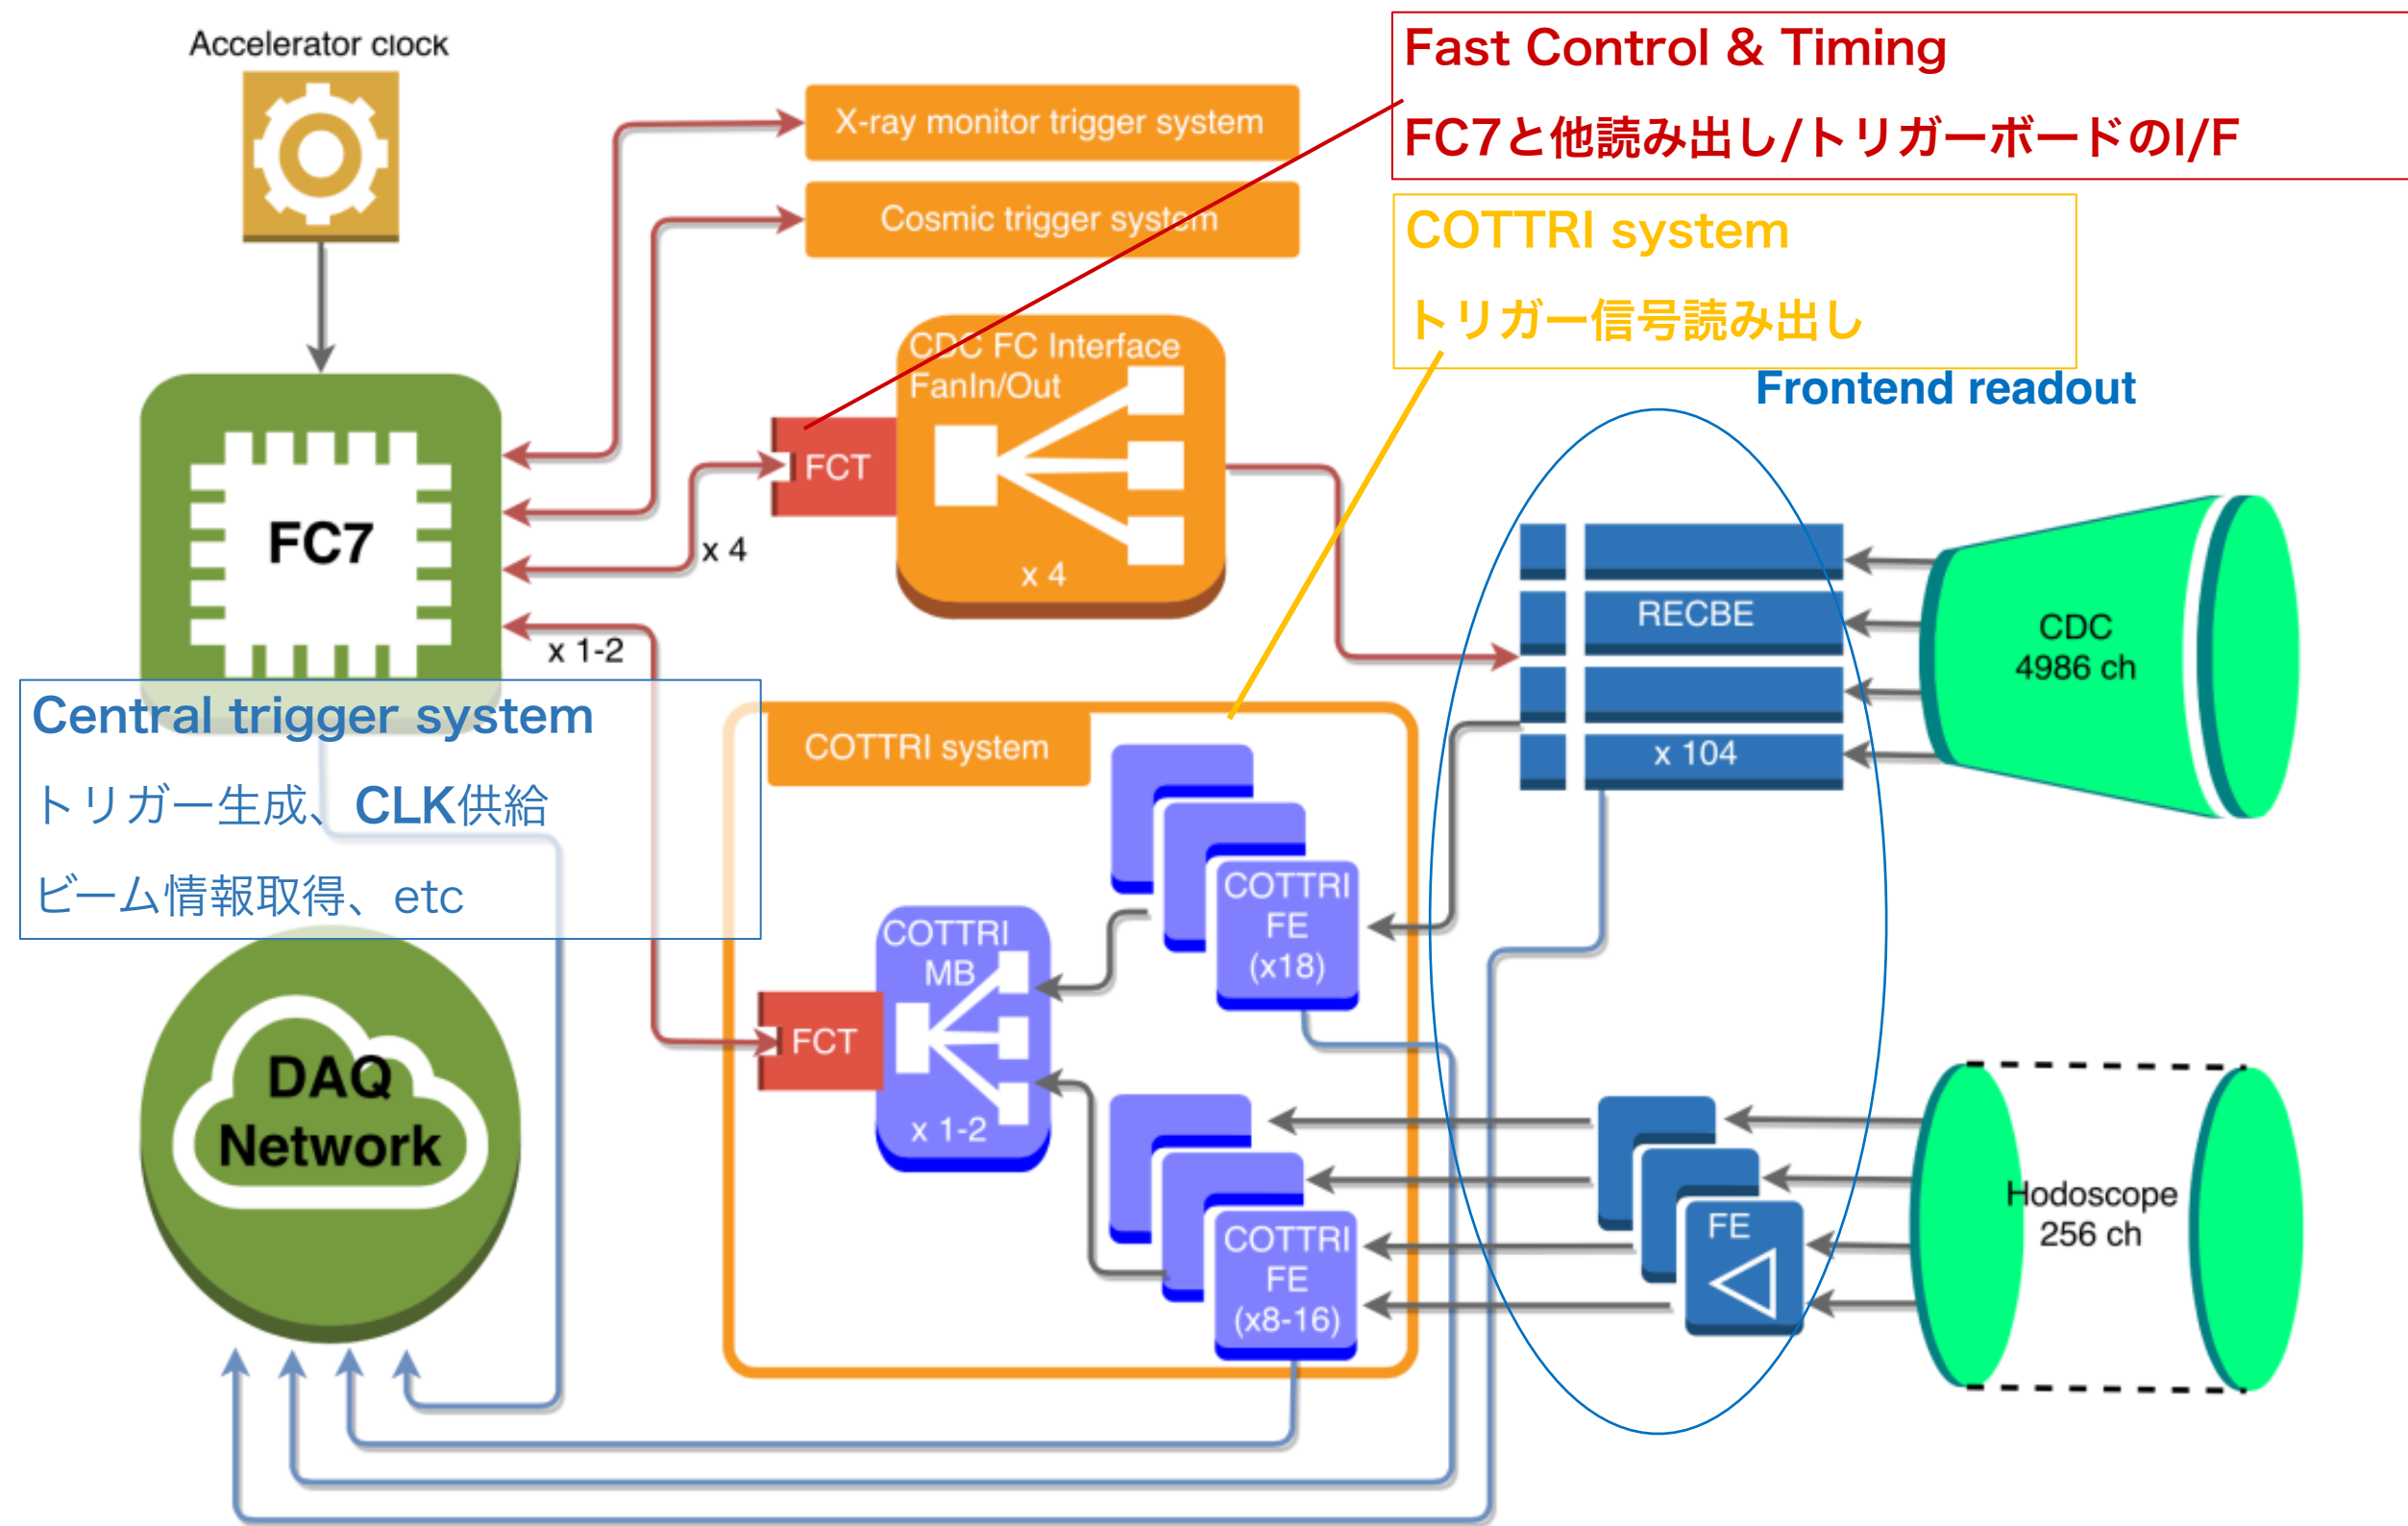 Accelerator clock
X-ray monitor trigger system
Cosmic trigger system
Fast Control & Timing
FC7と他読み出し/トリガーボードのI/F
COTTRI system
トリガー信号読み出し
Frontend readout
CDC FC Interface
FanIn/Out
FCT
x 4
x 4
FC7
x 1-2
RECBE
x 104
CDC
4986 ch
Central trigger system
トリガー生成、CLK供給
ビーム情報取得、etc
COTTRI system
COTTRI
FE
(x18)
COTTRI
MB
FCT
x 1-2
DAQ
Network
COTTRI
FE
(x8-16)
FE
Hodoscope
256 ch